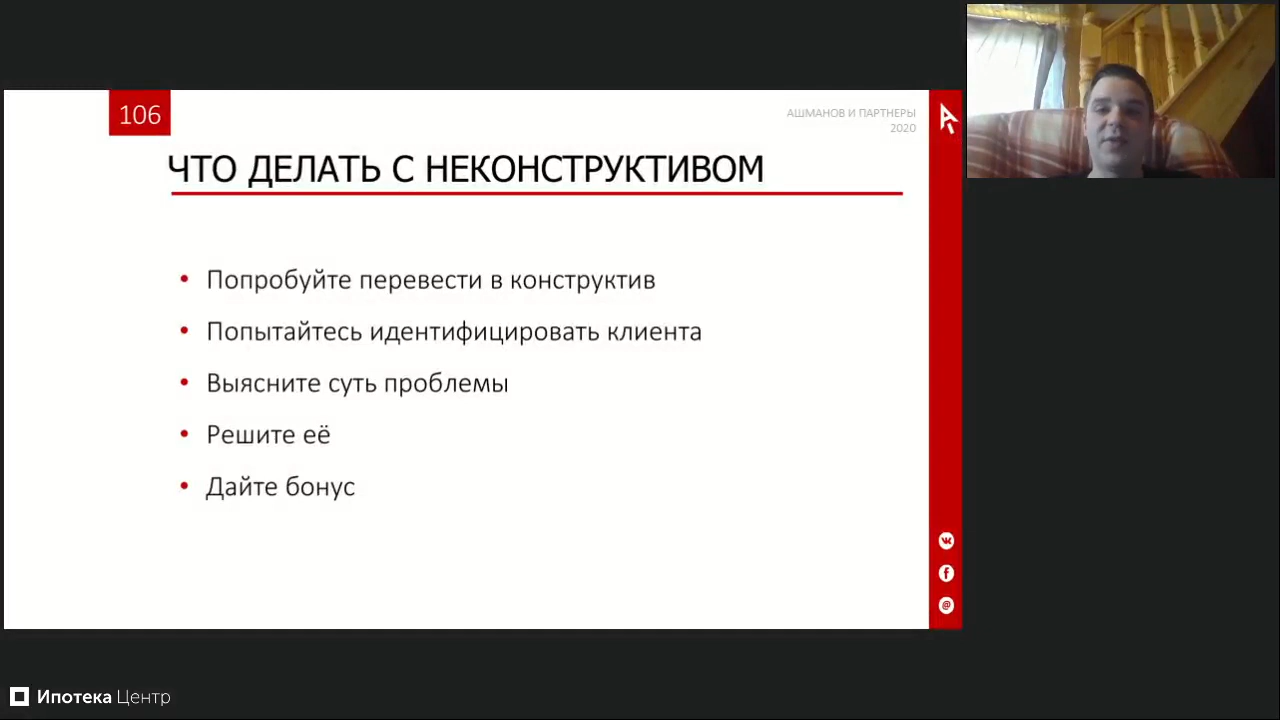 106
АШМАНОВ И ПАРТНЕРЫ
2020
ЧТО ДЕЛАТЬ С НЕКОНСТРУКТИВОМ
• Попробуйте перевести в конструктив
• Попытайтесь идентифицировать клиента
• Выясните суть проблемы
• Решите её
• Дайте бонус
Ипотека Центр